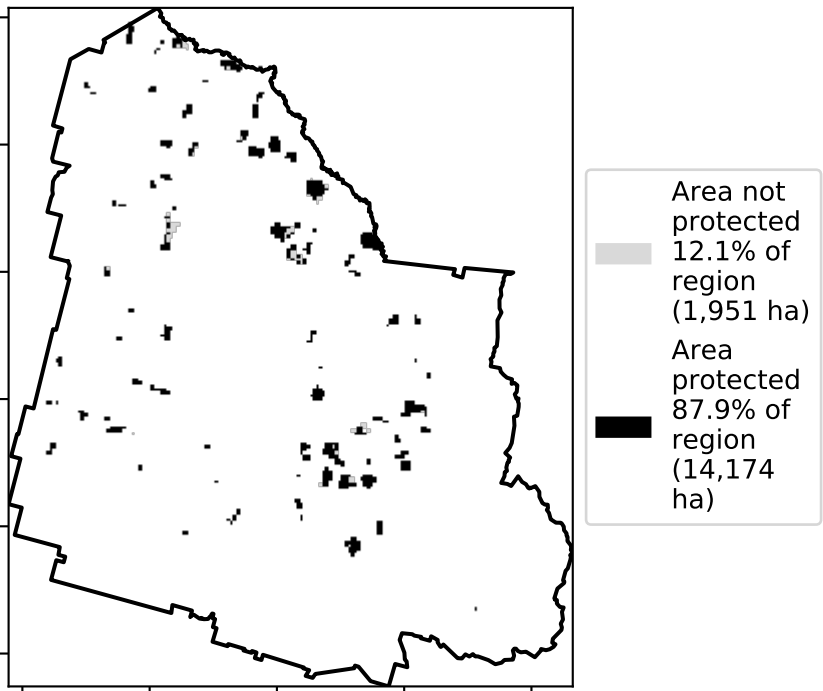 Area not
protected
12.1% of
region
(1,951 ha)
Area
protected
87.9% of
region
(14,174
ha)